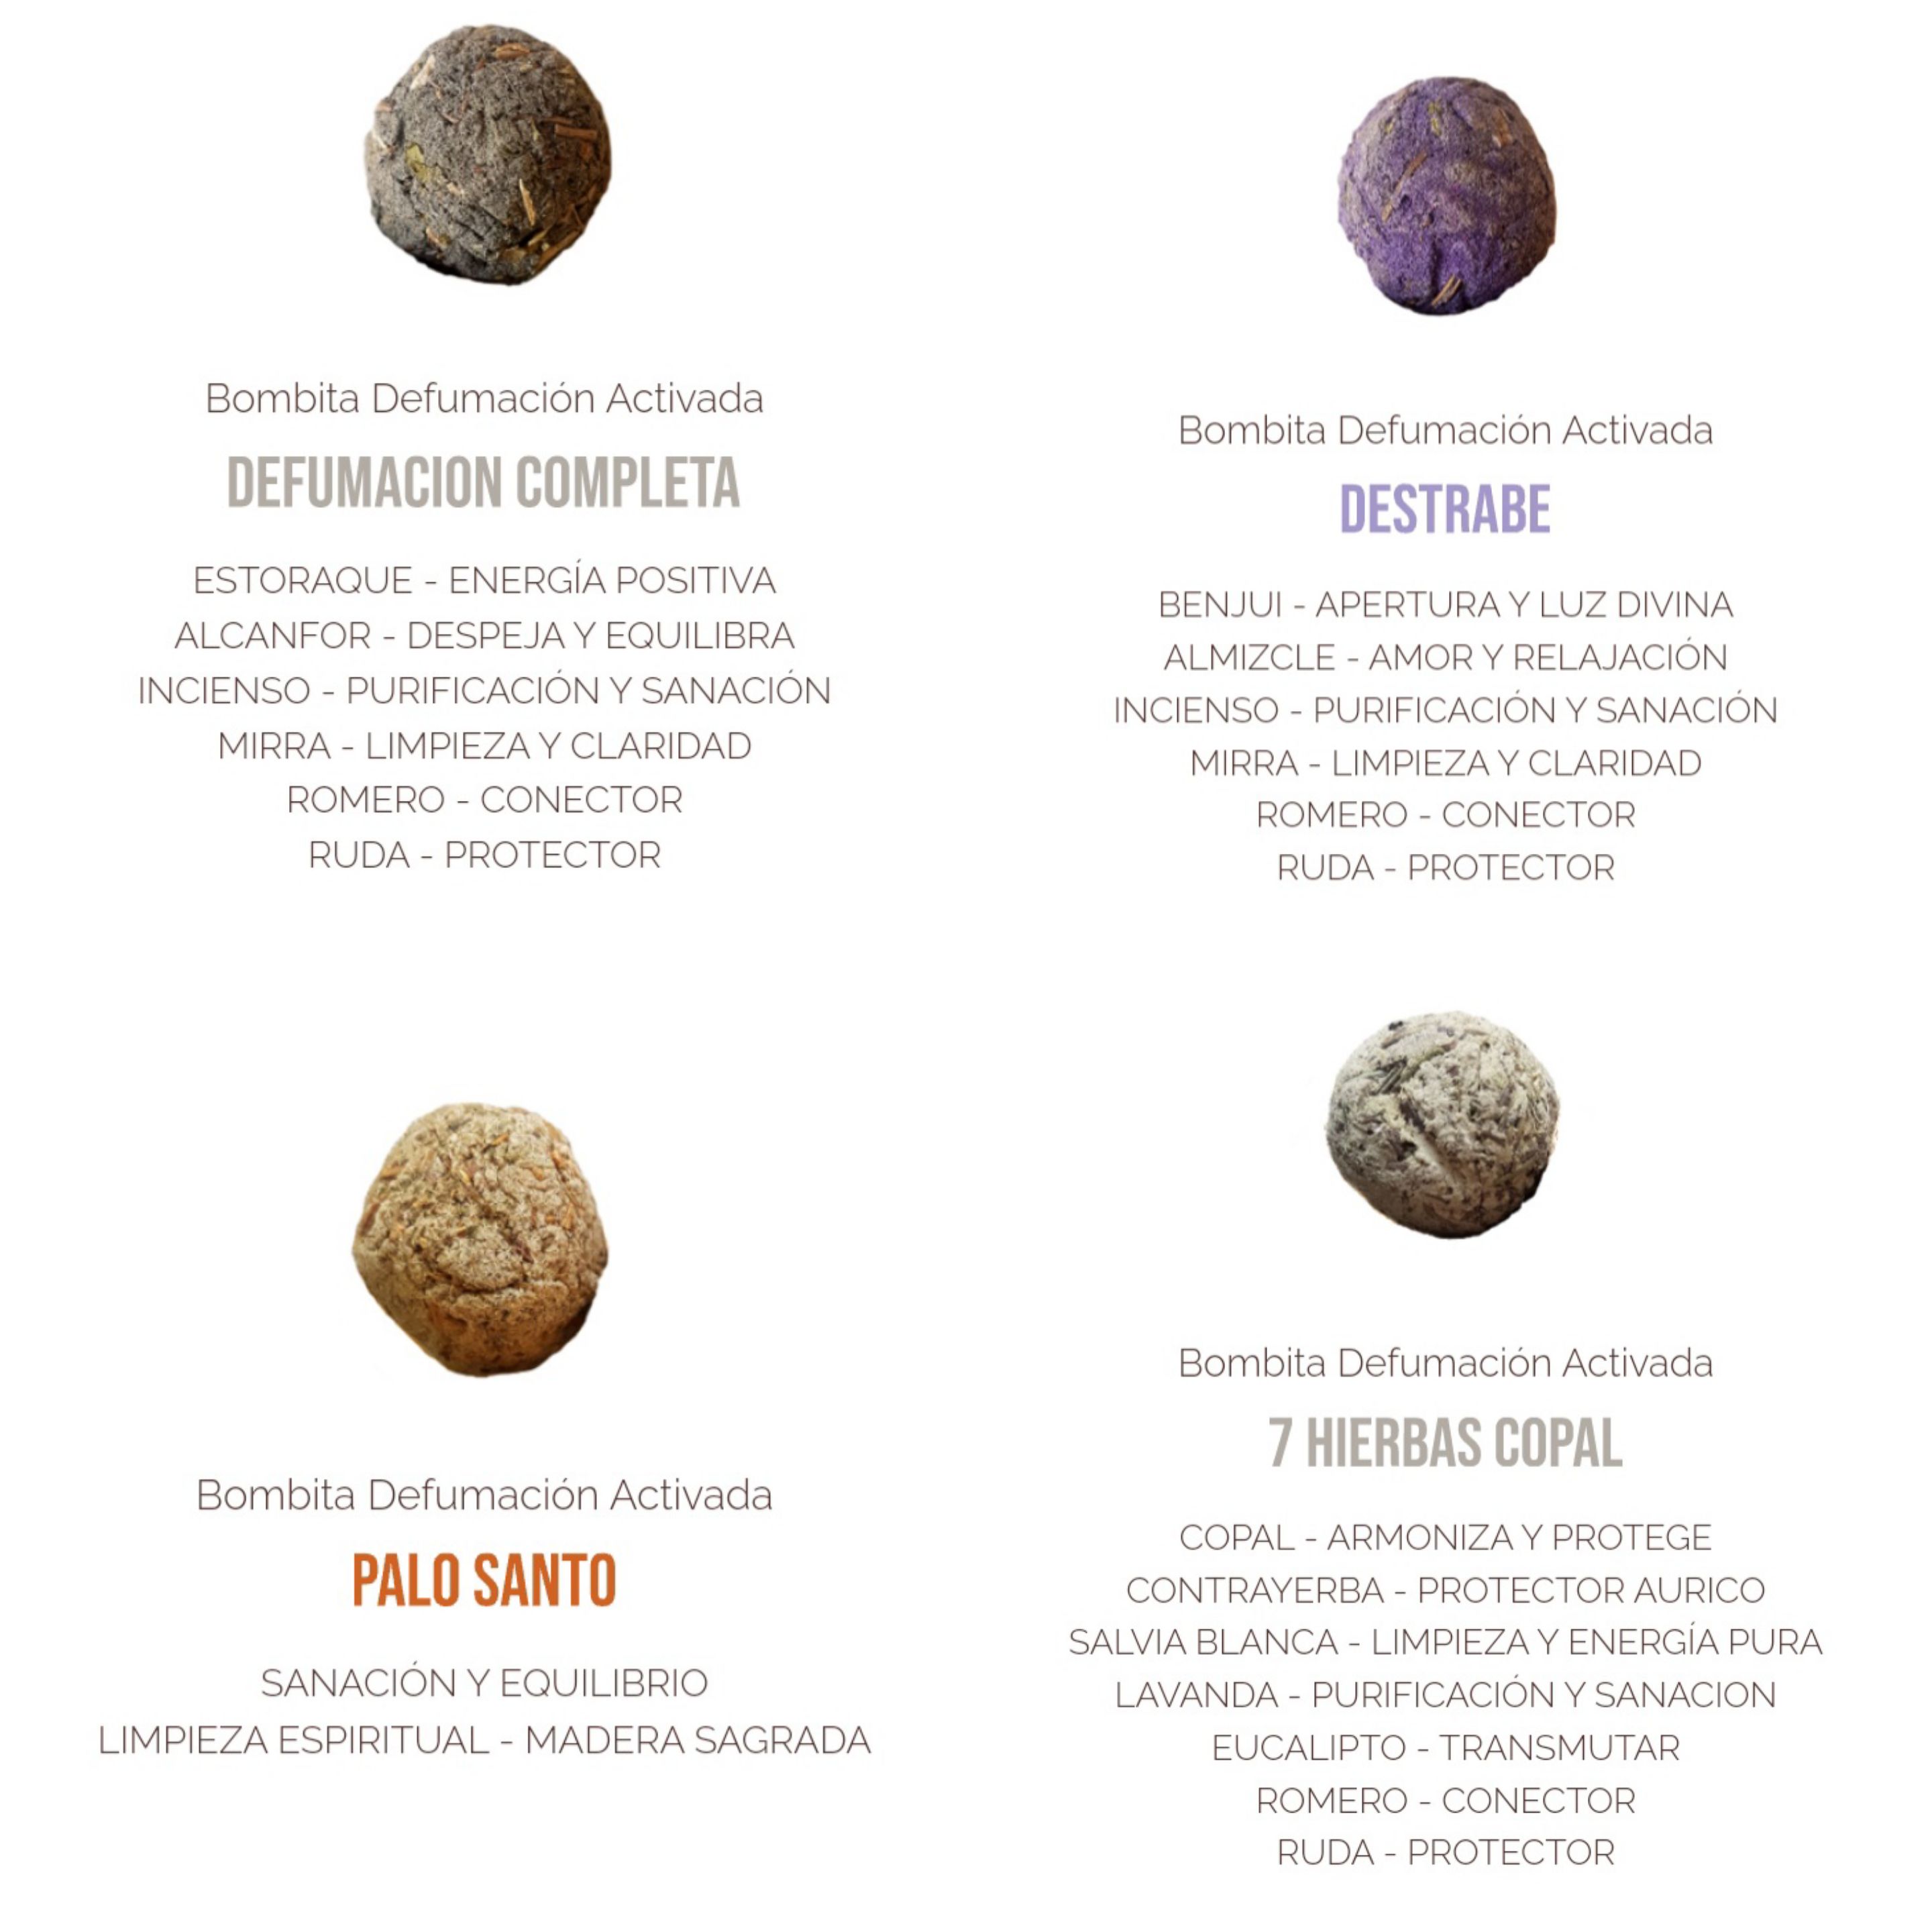 Bombita Defumación Activada
DEFUMACION COMPLETA
ESTORAQUE - ENERGÍA POSITIVA
ALCANFOR - DESPEJA Y EQUILIBRA
INCIENSO - PURIFICACIÓN Y SANACIÓN
MIRRA - LIMPIEZA Y CLARIDAD
ROMERO - CONECTOR
RUDA - PROTECTOR
Bombita Defumación Activada
DESTRABE
BENJUI - APERTURA Y LUZ DIVINA
ALMIZCLE - AMOR Y RELAJACIÓN
INCIENSO - PURIFICACIÓN Y SANACIÓN
MIRRA - LIMPIEZA Y CLARIDAD
ROMERO - CONECTOR
RUDA - PROTECTOR
Bombita Defumación Activada
PALO SANTO
SANACIÓN Y EQUILIBRIO
LIMPIEZA ESPIRITUAL - MADERA SAGRADA
Bombita Defumación Activada
7 HIERBAS COPAL
COPAL - ARMONIZA Y PROTEGE
CONTRAYERBA - PROTECTOR AURICO
SALVIA BLANCA - LIMPIEZA Y ENERGÍA PURA
LAVANDA - PURIFICACIÓN Y SANACION
EUCALIPTO - TRANSMUTAR
ROMERO - CONECTOR
RUDA - PROTECTOR